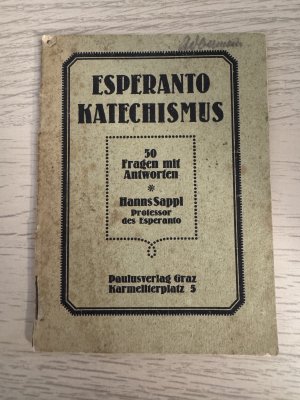 ESPERANTO
KATECHISMUS
50
Fragen mit
Antworten
*
Hanns Sappl
Professor
des Esperanto
Paulusverlag Graz
Karmeliterplatz 5